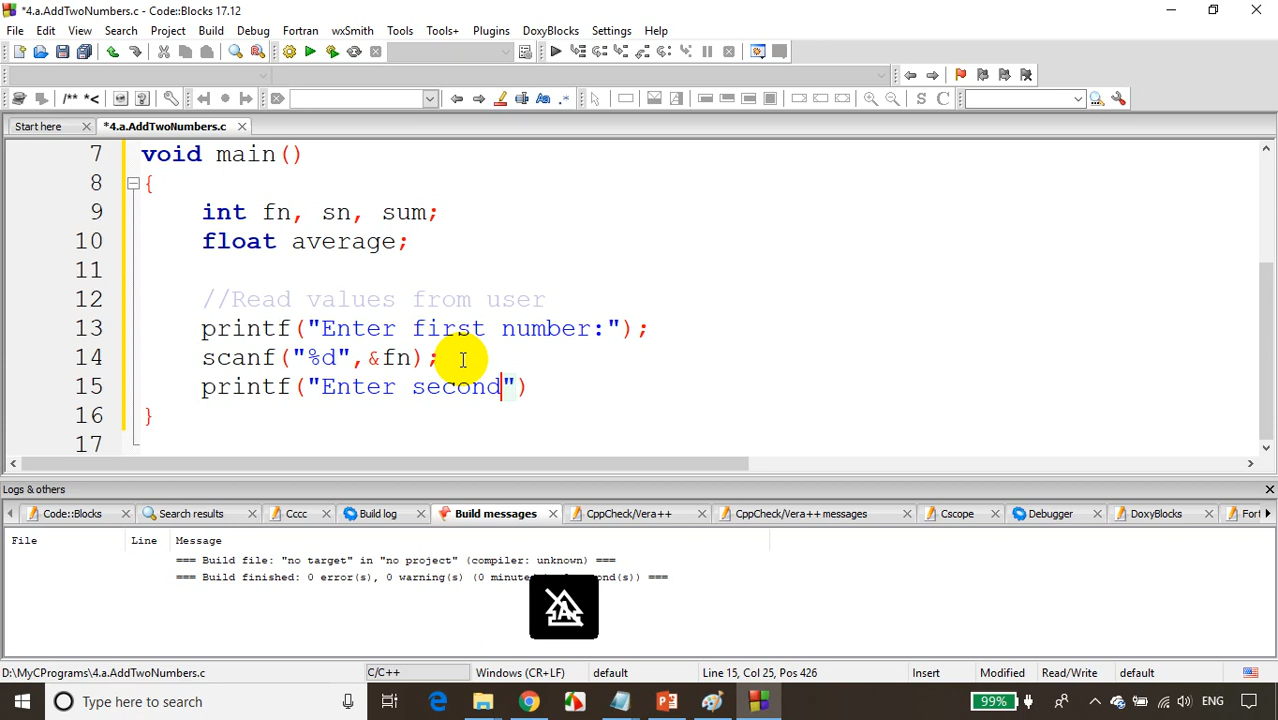 *4.a.AddTwoNumbers.c - Code::Blocks 17.12
File Edit View Search Project Build Debug Fortran wxSmith Tools Tools+ Plugins DoxyBlocks Settings Help
/** *<
S C
Start here *4.a.AddTwoNumbers.c
7 void main()
8 {
9 int fn, sn, sum;
10 float average;
11
12 //Read values from user
13 printf("Enter first number:");
14 scanf("%d",&fn);
15 printf("Enter second")
16 }
17
Logs & others
Code::Blocks Search results Cccc Build log Build messages CppCheck/Vera++ CppCheck/Vera++ messages Cscope Debugger DoxyBlocks Fort
File Line Message
=== Build file: "no target" in "no project" (compiler: unknown) ===
=== Build finished: 0 error(s), 0 warning(s) (0 minute(s), ond(s)) ===
A
D:\MyCPrograms\4.a.AddTwoNumbers.c C/C++ Windows (CR+LF) default Line 15, Col 25, Pos 426 Insert Modified Read/Write default
Type here to search 99% ENG